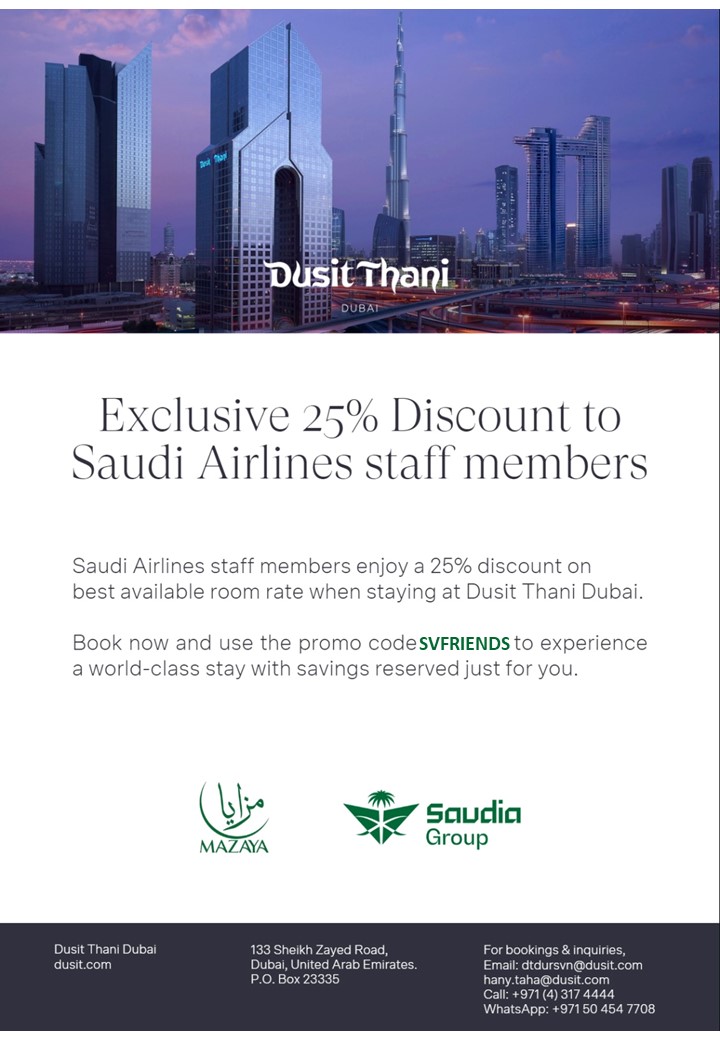 Dusit Thani
Dusit Thani
DUBAI
Exclusive 25% Discount to
Saudi Airlines staff members
Saudi Airlines staff members enjoy a 25% discount on
best available room rate when staying at Dusit Thani Dubai.
Book now and use the promo code SVFRIENDS to experience
a world-class stay with savings reserved just for you.
مزايا
MAZAYA
Saudia
Group
Dusit Thani Dubai
dusit.com
133 Sheikh Zayed Road,
Dubai, United Arab Emirates.
P.O. Box 23335
For bookings & inquiries,
Email: dtdursvn@dusit.com
hany.taha@dusit.com
Call: +971 (4) 317 4444
WhatsApp: +971 50 454 7708